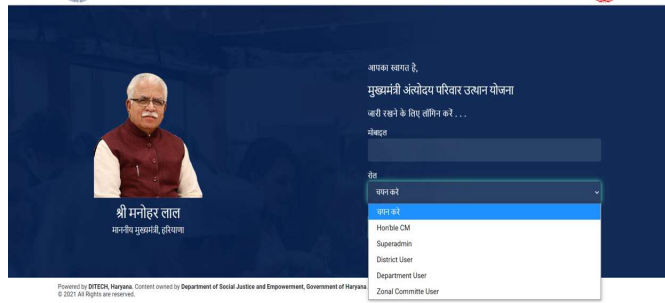 आपका स्वागत है,
मुख्यमंत्री अंत्योदय परिवार उत्थान योजना
जारी रखने के लिए लॉगिन करें . . .
मोबाइल
रोल
चयन करे
चयन करे
Hon'ble CM
Superadmin
District User
Department User
Zonal Committe User
श्री मनोहर लाल
माननीय मुख्यमंत्री, हरियाणा
Powered by DITECH, Haryana. Content owned by Department of Social Justice and Empowerment, Government of Haryana.
© 2021 All Rights are reserved.